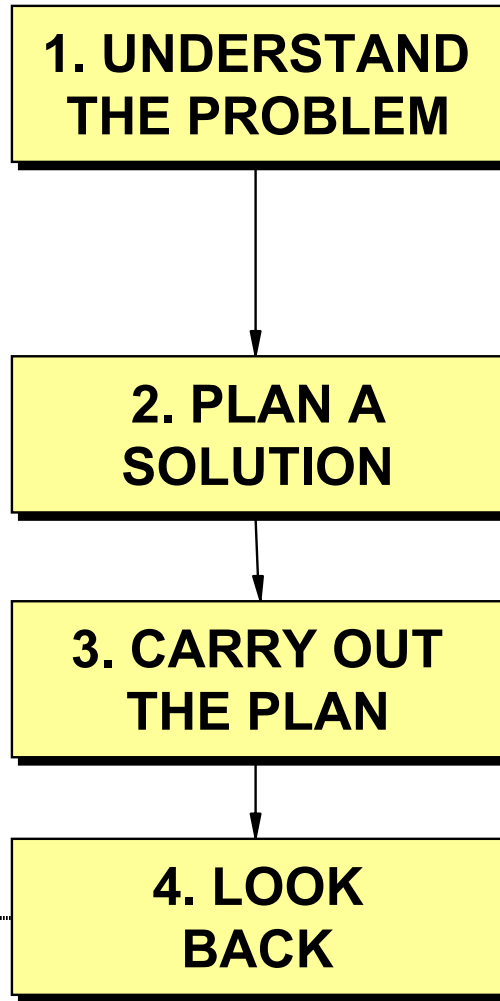 1. UNDERSTAND
THE PROBLEM
2. PLAN A
SOLUTION
3. CARRY OUT
THE PLAN
4. LOOK
BACK